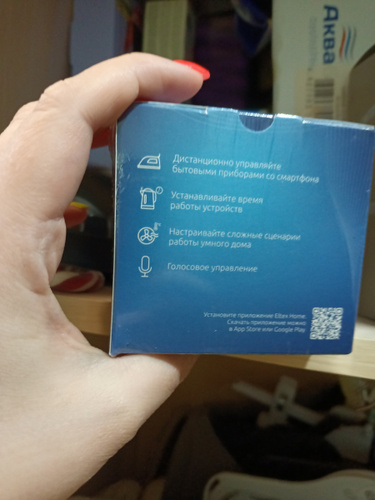 Аква
Дистанционно управляйте
бытовыми приборами со смартфона
Устанавливайте время
работы устройств
Настраивайте сложные сценарии
работы умного дома
Голосовое управление
Установите приложение Eltex Home
Скачать приложение можно
в App Store или Google Play